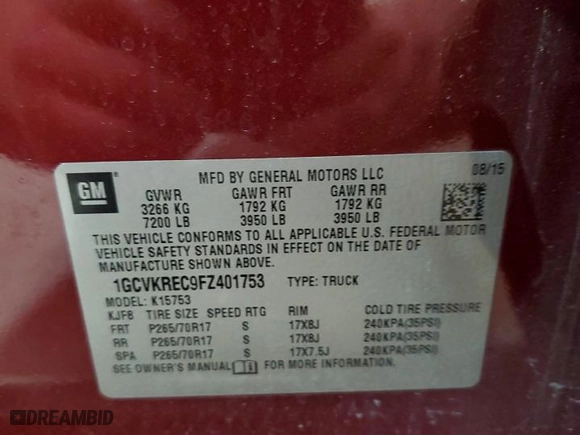 MFD BY GENERAL MOTORS LLC 08/15
GM
GVWR GAWR FRT GAWR RR
3266 KG 1792 KG 1792 KG
7200 LB 3950 LB 3950 LB
THIS VEHICLE CONFORMS TO ALL APPLICABLE U.S. FEDERAL MOTOR
VEHICLE SAFETY STANDARDS IN EFFECT ON THE DATE OF
MANUFACTURE SHOWN ABOVE.
1GCVKREC9FZ401753 TYPE: TRUCK
MODEL: K15753
KJF8 TIRE SIZE SPEED RTG RIM COLD TIRE PRESSURE
FRT P265/70R17 S 17X8J 240KPA(35PSI)
RR P265/70R17 S 17X8J 240KPA(35PSI)
SPA P265/70R17 S 17X7.5J 240KPA(35PSI)
SEE OWNER'S MANUAL FOR MORE INFORMATION.
DREAMBID